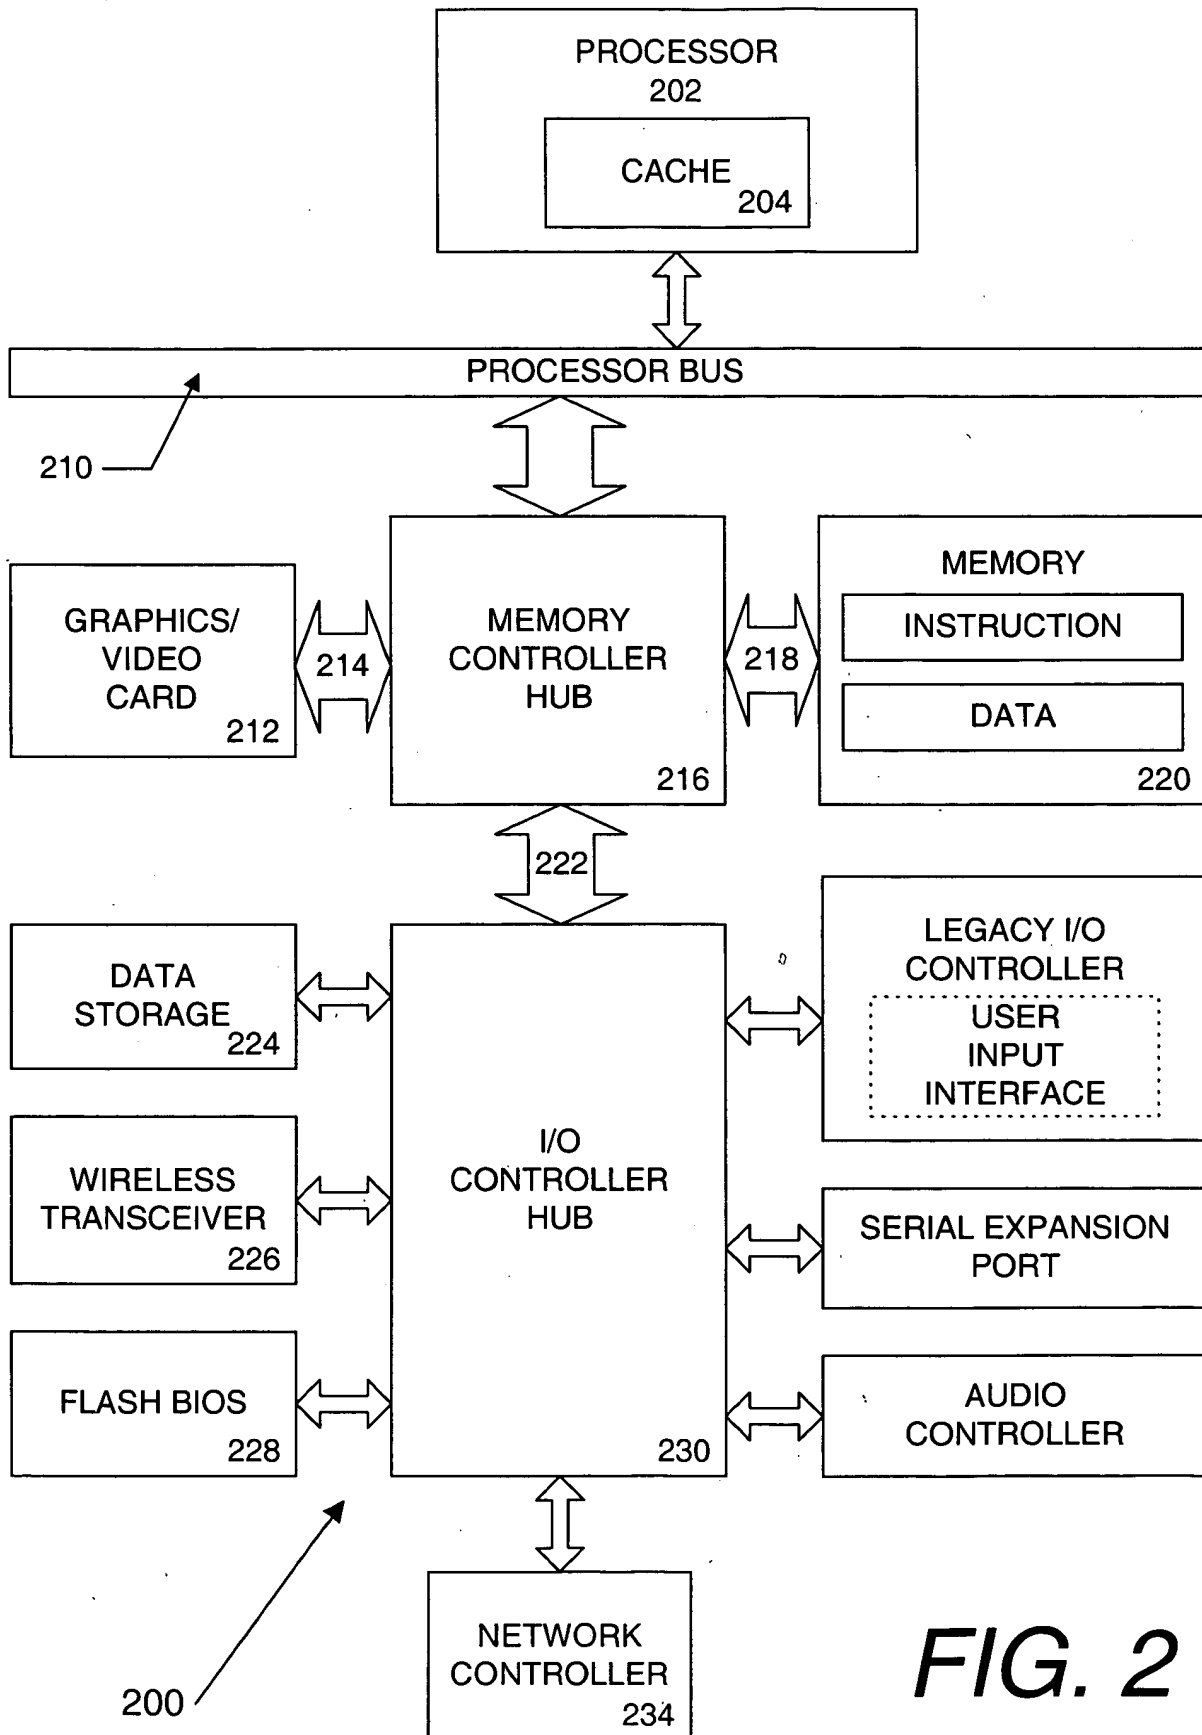 PROCESSOR
202
CACHE
204
PROCESSOR BUS
210
GRAPHICS/
VIDEO
CARD
212
214
MEMORY
CONTROLLER
HUB
216
218
MEMORY
INSTRUCTION
DATA
220
222
DATA
STORAGE
224
WIRELESS
TRANSCEIVER
226
FLASH BIOS
228
I/O
CONTROLLER
HUB
230
LEGACY I/O
CONTROLLER
USER
INPUT
INTERFACE
SERIAL EXPANSION
PORT
AUDIO
CONTROLLER
NETWORK
CONTROLLER
234
200
FIG. 2